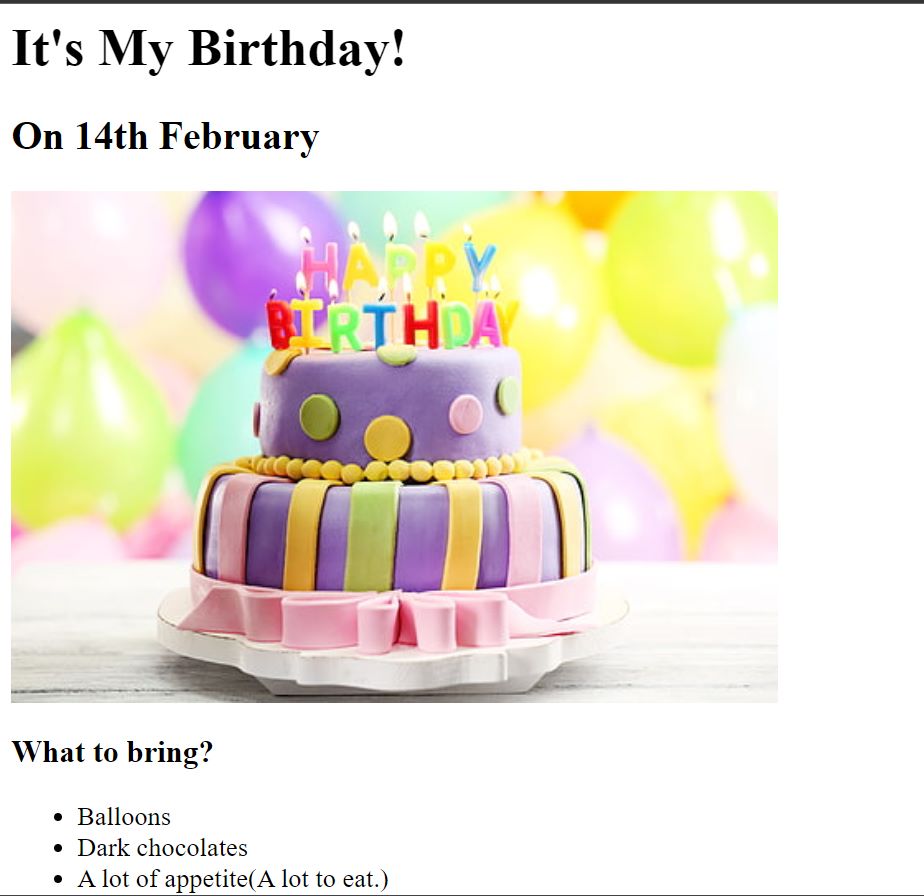 It's My Birthday!
On 14th February
HAPPY
BIRTHDAY
What to bring?
Balloons
Dark chocolates
A lot of appetite(A lot to eat.)